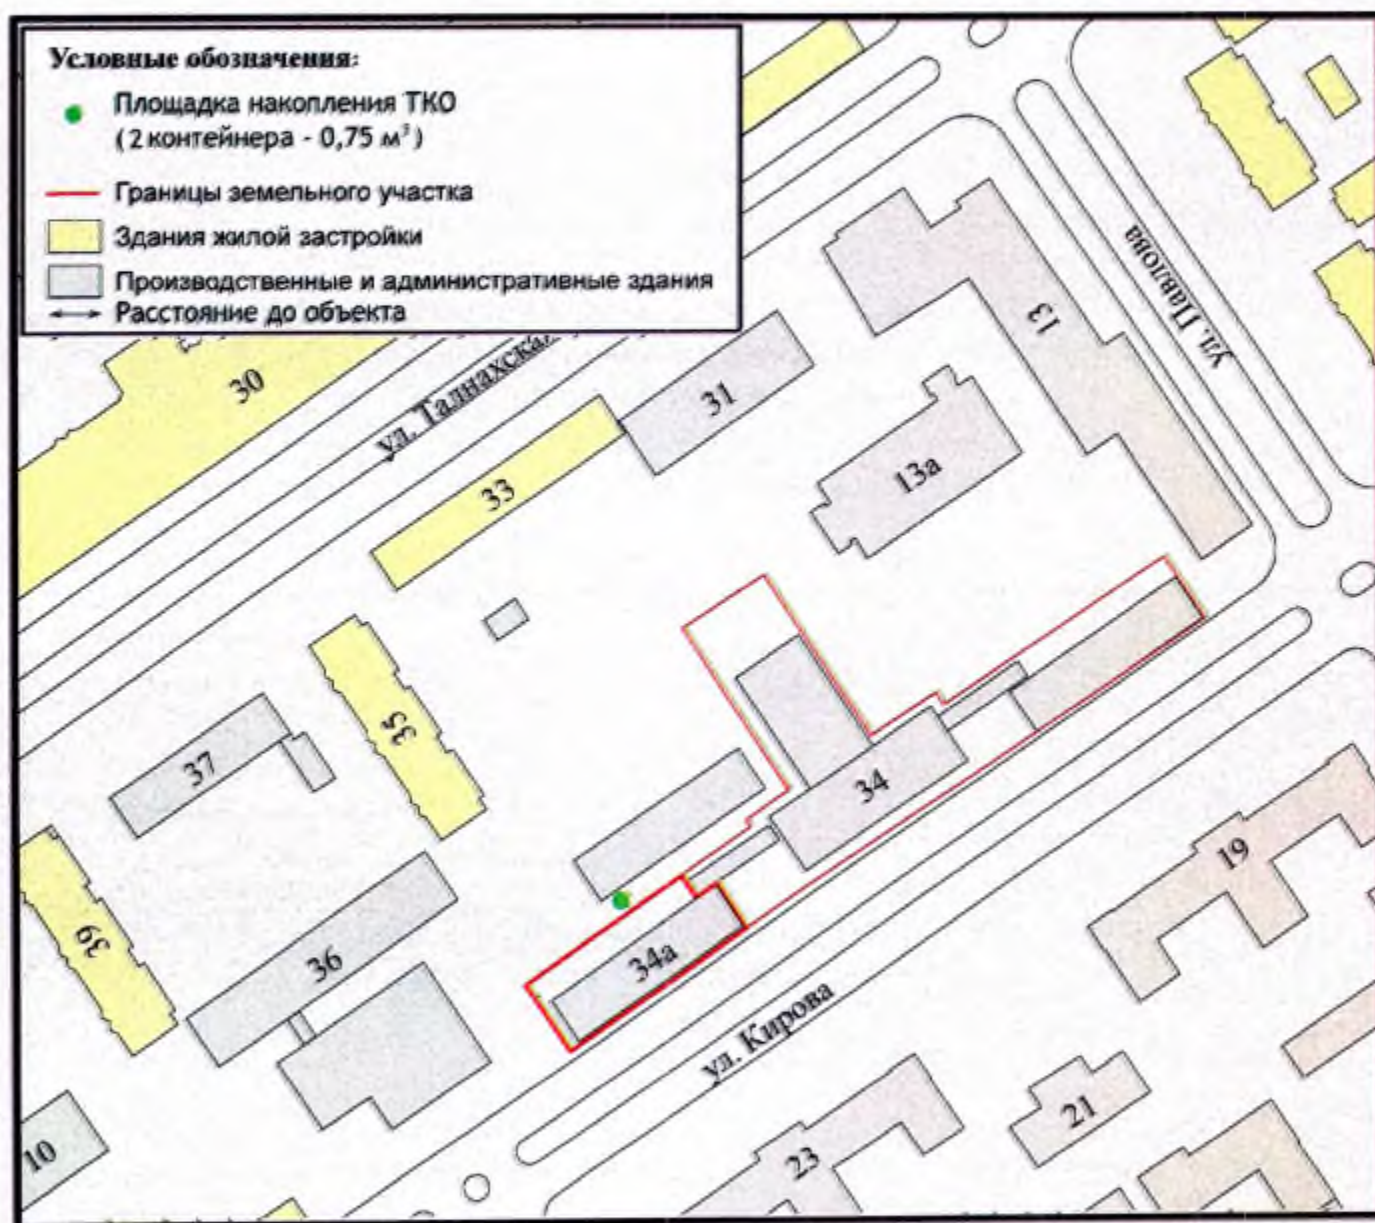 Условные обозначения:
Площадка накопления ТКО
(2 контейнера - 0,75 м³)
Границы земельного участка
Здания жилой застройки
Производственные и административные здания
Расстояние до объекта
ул. Павлова
13
30
ул. Талнахская
31
13а
33
35
37
34
19
39
36
34а
ул. Кирова
21
23
10